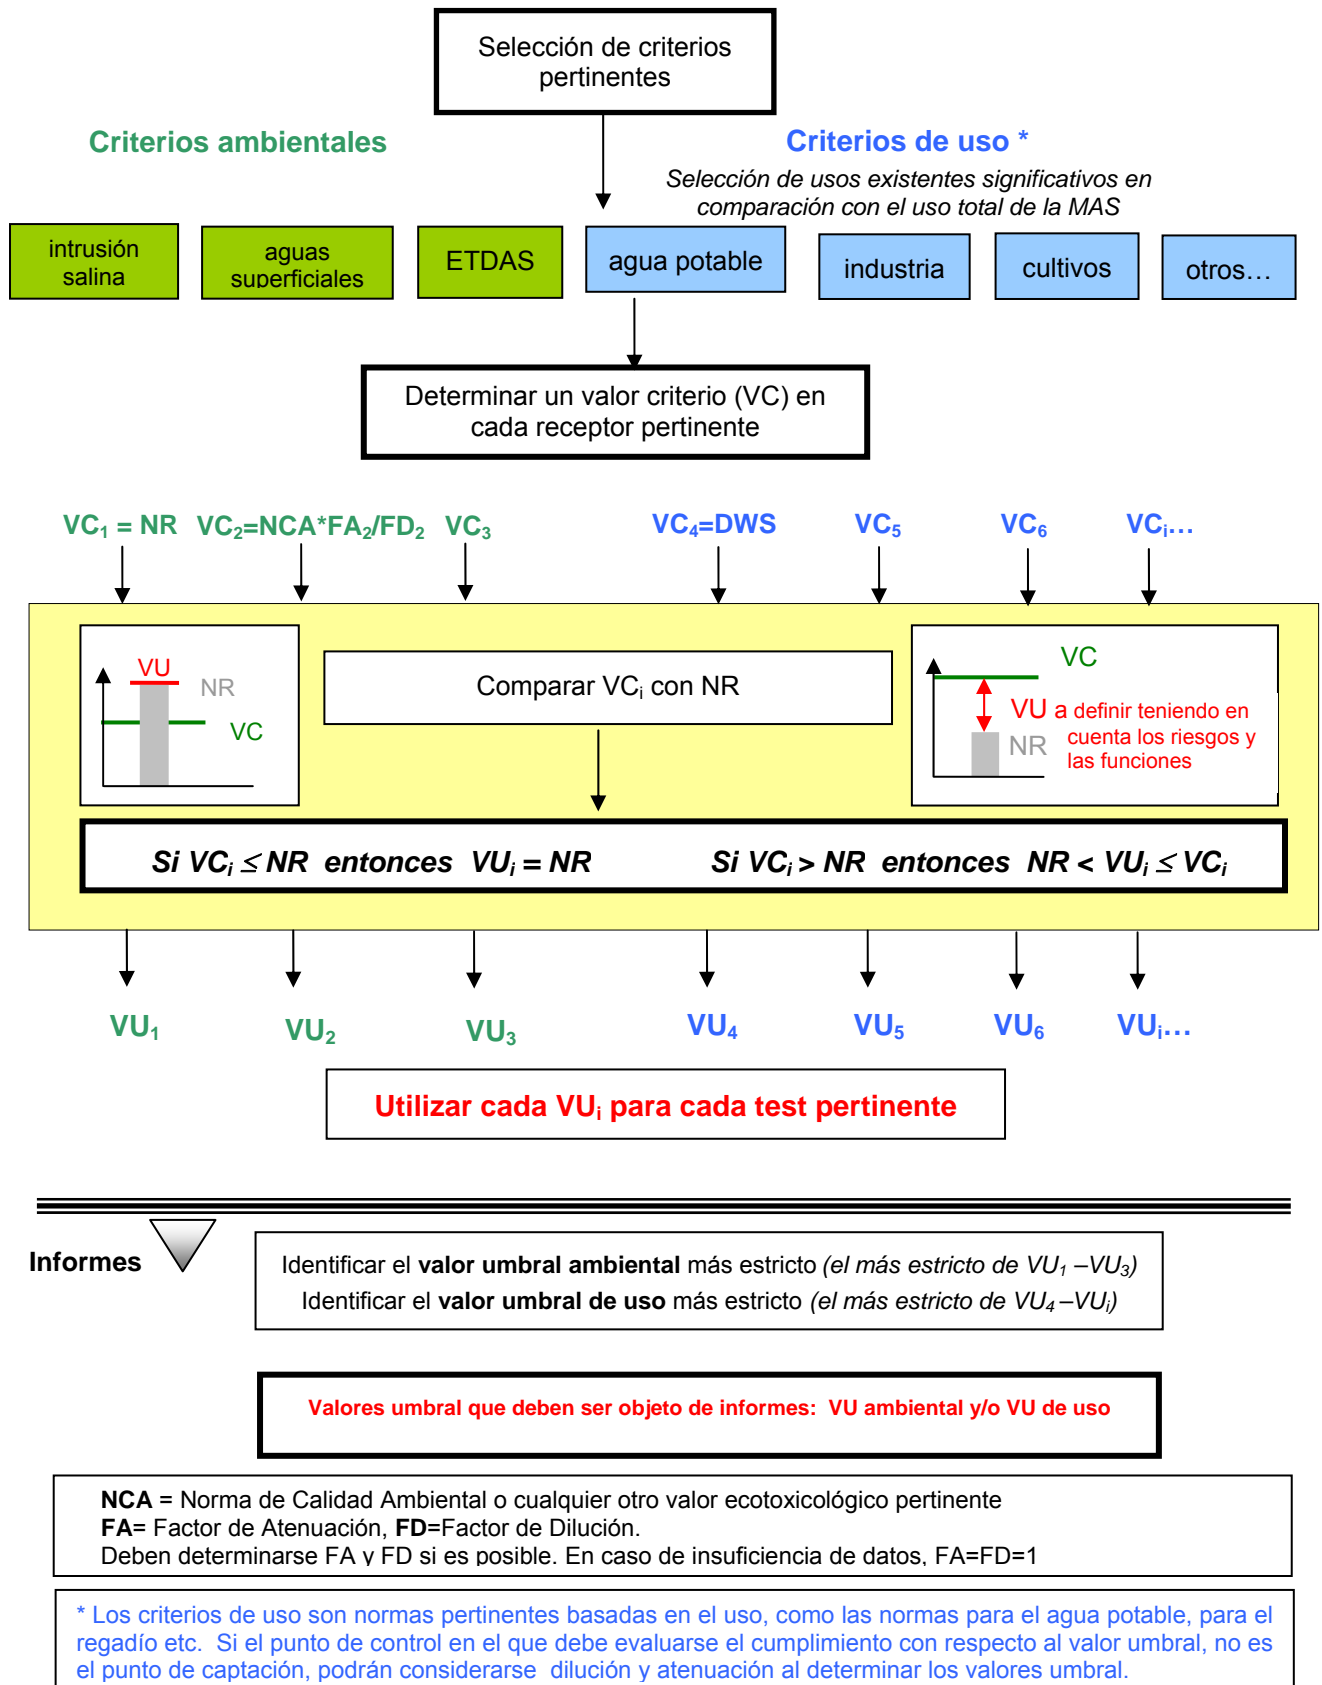 Selección de criterios
pertinentes
Criterios ambientales
Criterios de uso *
Selección de usos existentes significativos en
comparación con el uso total de la MAS
intrusión
salina
aguas
superficiales
ETDAS
agua potable
industria
cultivos
otros…
Determinar un valor criterio (VC) en
cada receptor pertinente
VC₁ = NR
VC₂=NCA*FA₂/FD₂
VC₃
VC₄=DWS
VC₅
VC₆
VCᵢ…
VU
NR
VC
Comparar VCᵢ con NR
VC
VU a definir teniendo en
cuenta los riesgos y
NR
las funciones
Si VCᵢ ≤ NR entonces VUᵢ = NR
Si VCᵢ > NR entonces NR < VUᵢ ≤ VCᵢ
VU₁
VU₂
VU₃
VU₄
VU₅
VU₆
VUᵢ…
Utilizar cada VUᵢ para cada test pertinente
Informes
Identificar el valor umbral ambiental más estricto (el más estricto de VU₁ –VU₃)
Identificar el valor umbral de uso más estricto (el más estricto de VU₄ –VUᵢ)
Valores umbral que deben ser objeto de informes: VU ambiental y/o VU de uso
NCA = Norma de Calidad Ambiental o cualquier otro valor ecotoxicológico pertinente
FA= Factor de Atenuación, FD=Factor de Dilución.
Deben determinarse FA y FD si es posible. En caso de insuficiencia de datos, FA=FD=1
* Los criterios de uso son normas pertinentes basadas en el uso, como las normas para el agua potable, para el
regadío etc. Si el punto de control en el que debe evaluarse el cumplimiento con respecto al valor umbral, no es
el punto de captación, podrán considerarse dilución y atenuación al determinar los valores umbral.